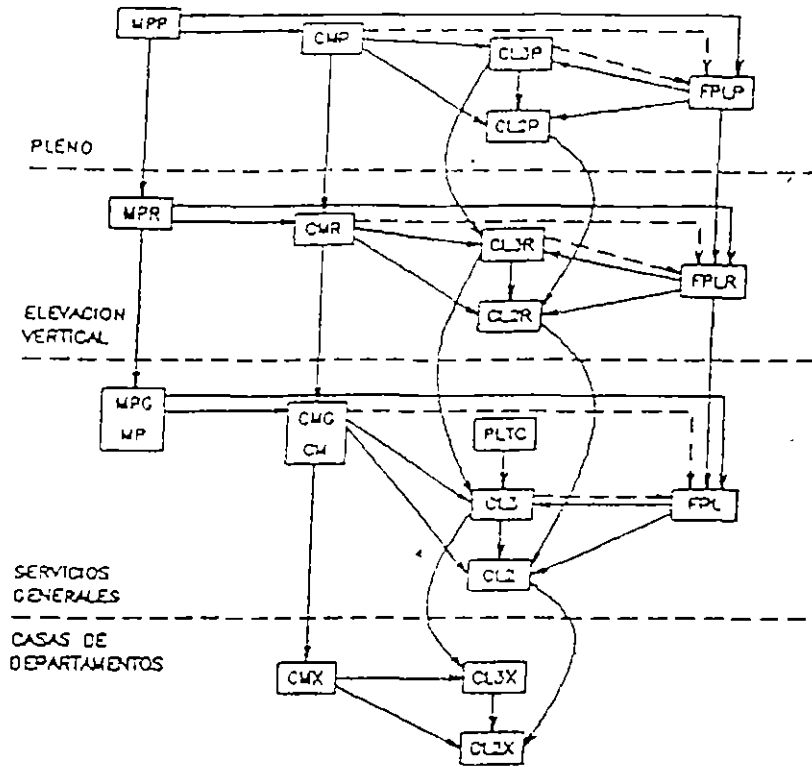 MPP
CMP
CL3P
FPLP
CL2P
PLENO
MPR
CMR
CL3R
FPLR
CL2R
ELEVACION
VERTICAL
MPG
MP
CMG
CM
PLTC
CL3
FPL
CL2
SERVICIOS
GENERALES
CASAS DE
DEPARTAMENTOS
CMX
CL3X
CL2X